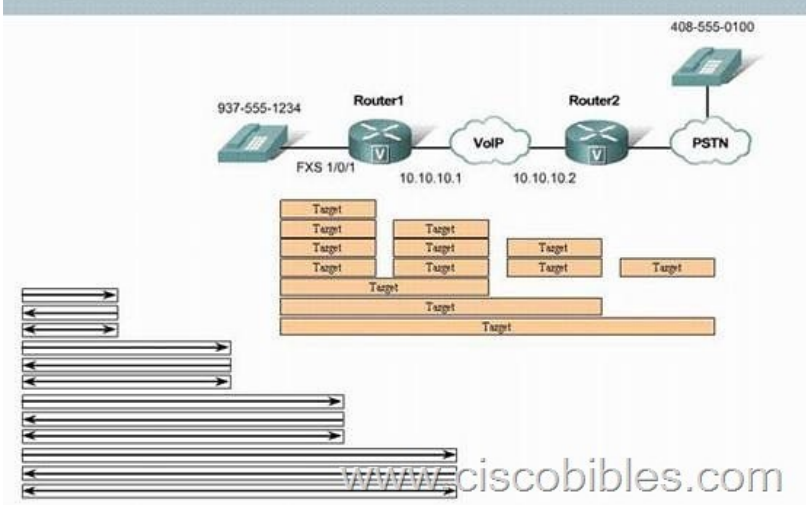 408-555-0100
937-555-1234
Router1
Router2
V
VoIP
V
PSTN
FXS 1/0/1
10.10.10.1
10.10.10.2
Target
Target Target
Target Target Target
Target Target Target Target
Target
Target
Target
www.ciscobibles.com